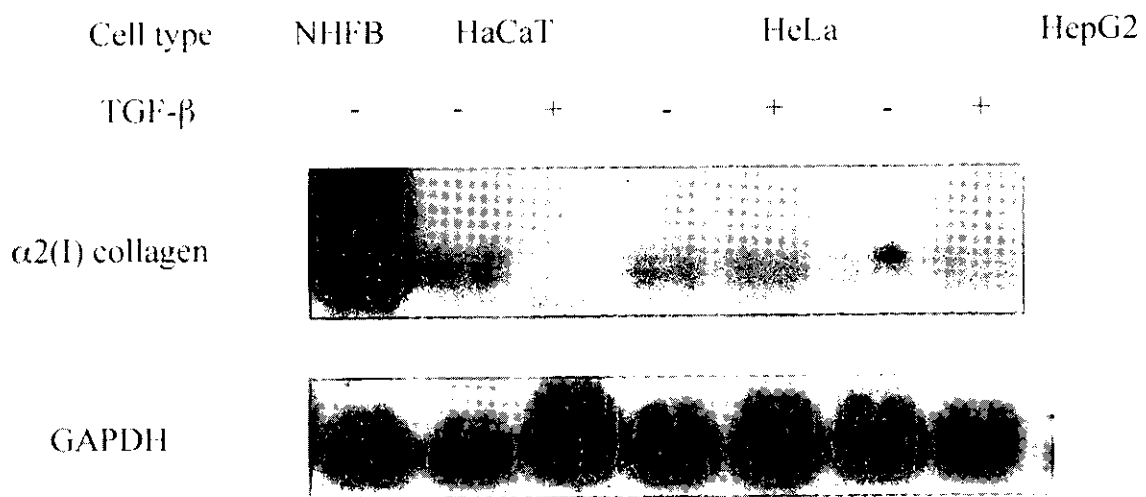 Cell type NHFB HaCaT HeLa HepG2
TGF-β - - + - + - +
α2(I) collagen
GAPDH